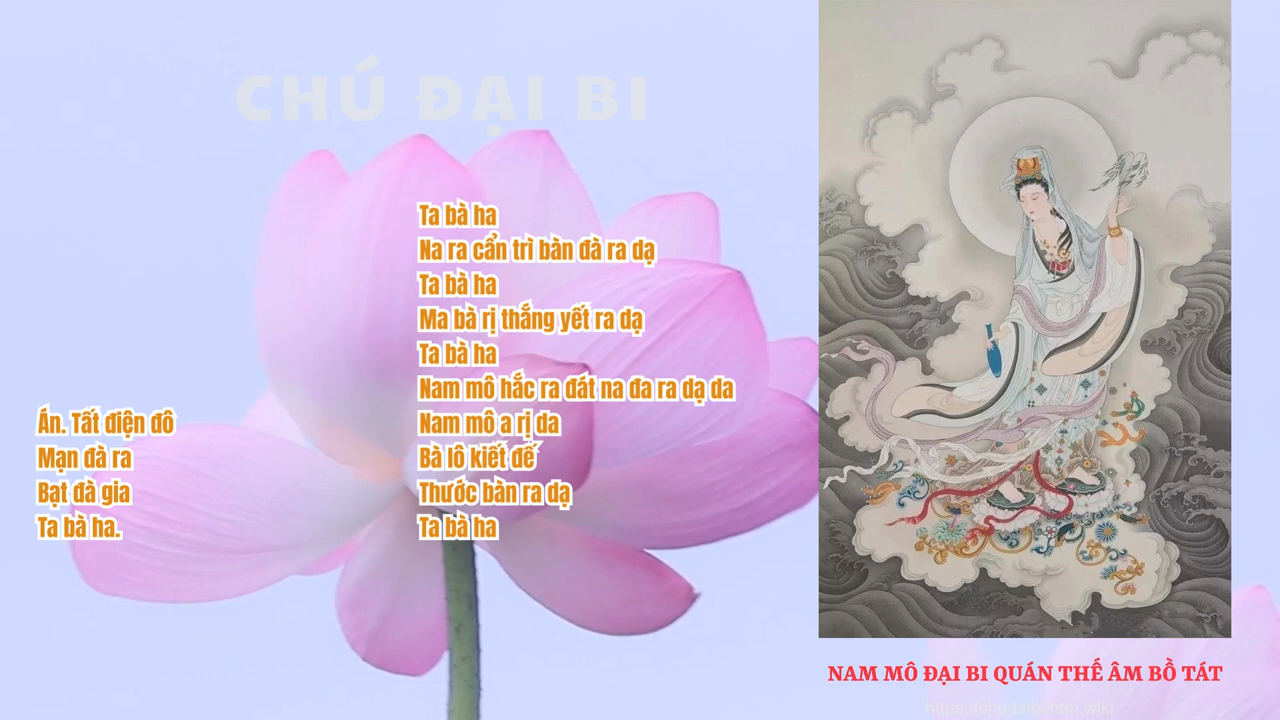 CHÚ ĐẠI BI
Án. Tất điện đô
Mạn đà ra
Bạt đà gia
Ta bà ha.
Ta bà ha
Na ra cẩn trì bàn đà ra dạ
Ta bà ha
Ma bà rị thắng yết ra dạ
Ta bà ha
Nam mô hắc ra đát na đa ra dạ da
Nam mô a rị da
Bà lô kiết đế
Thước bàn ra dạ
Ta bà ha
NAM MÔ ĐẠI BI QUÁN THẾ ÂM BỒ TÁT